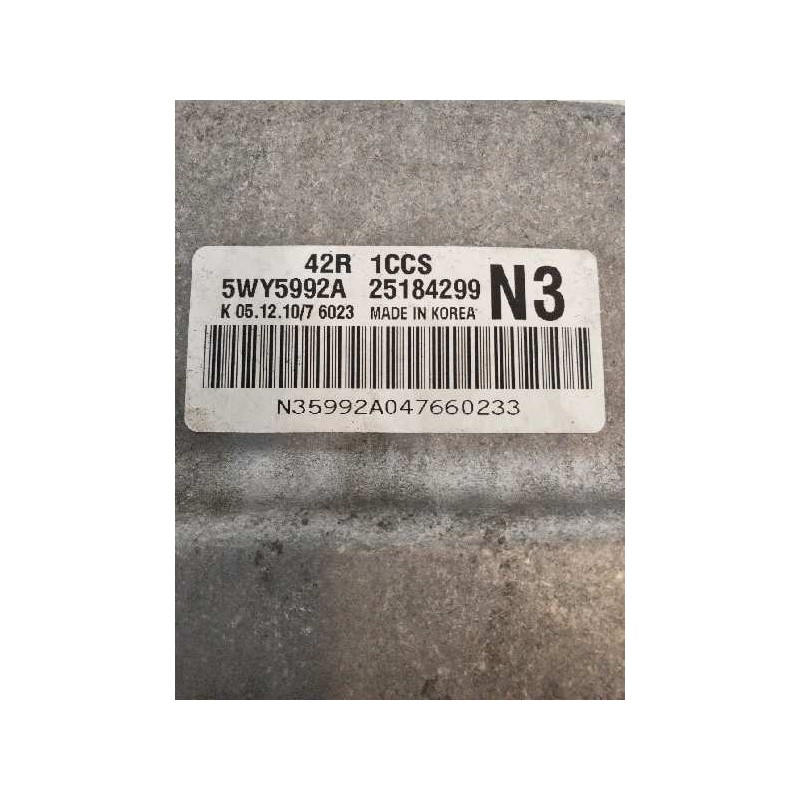 42R 1CCS
5WY5992A 25184299 N3
K 05.12.10/7 6023 MADE IN KOREA
N35992A047660233